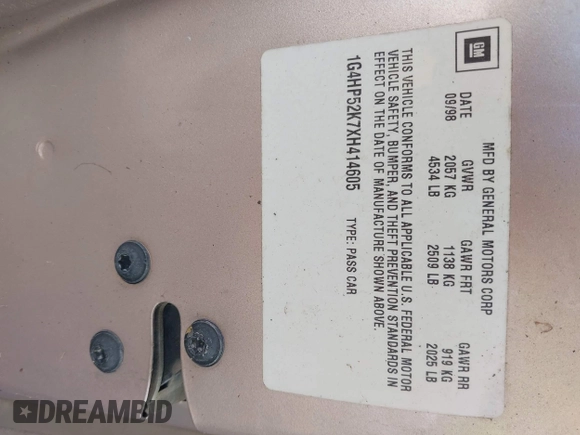 GM
MFD BY GENERAL MOTORS CORP
DATE GVWR GAWR FRT GAWR RR
09/98 2057 KG 1138 KG 919 KG
4534 LB 2509 LB 2025 LB
THIS VEHICLE CONFORMS TO ALL APPLICABLE U.S. FEDERAL MOTOR
VEHICLE SAFETY, BUMPER, AND THEFT PREVENTION STANDARDS IN
EFFECT ON THE DATE OF MANUFACTURE SHOWN ABOVE.
1G4HP52K7XH414605 TYPE: PASS CAR
DREAMBID